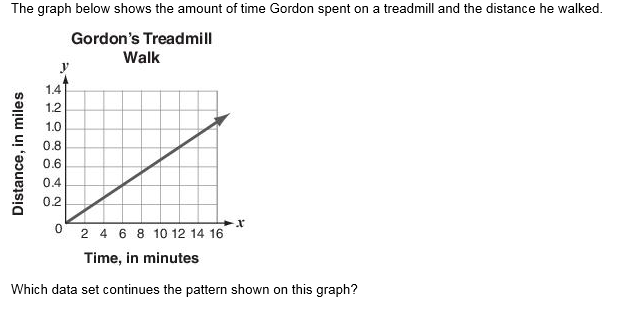 The graph below shows the amount of time Gordon spent on a treadmill and the distance he walked.
Gordon's Treadmill
Walk
y
1.4
1.2
1.0
0.8
0.6
0.4
0.2
0
2 4 6 8 10 12 14 16
x
Distance, in miles
Time, in minutes
Which data set continues the pattern shown on this graph?